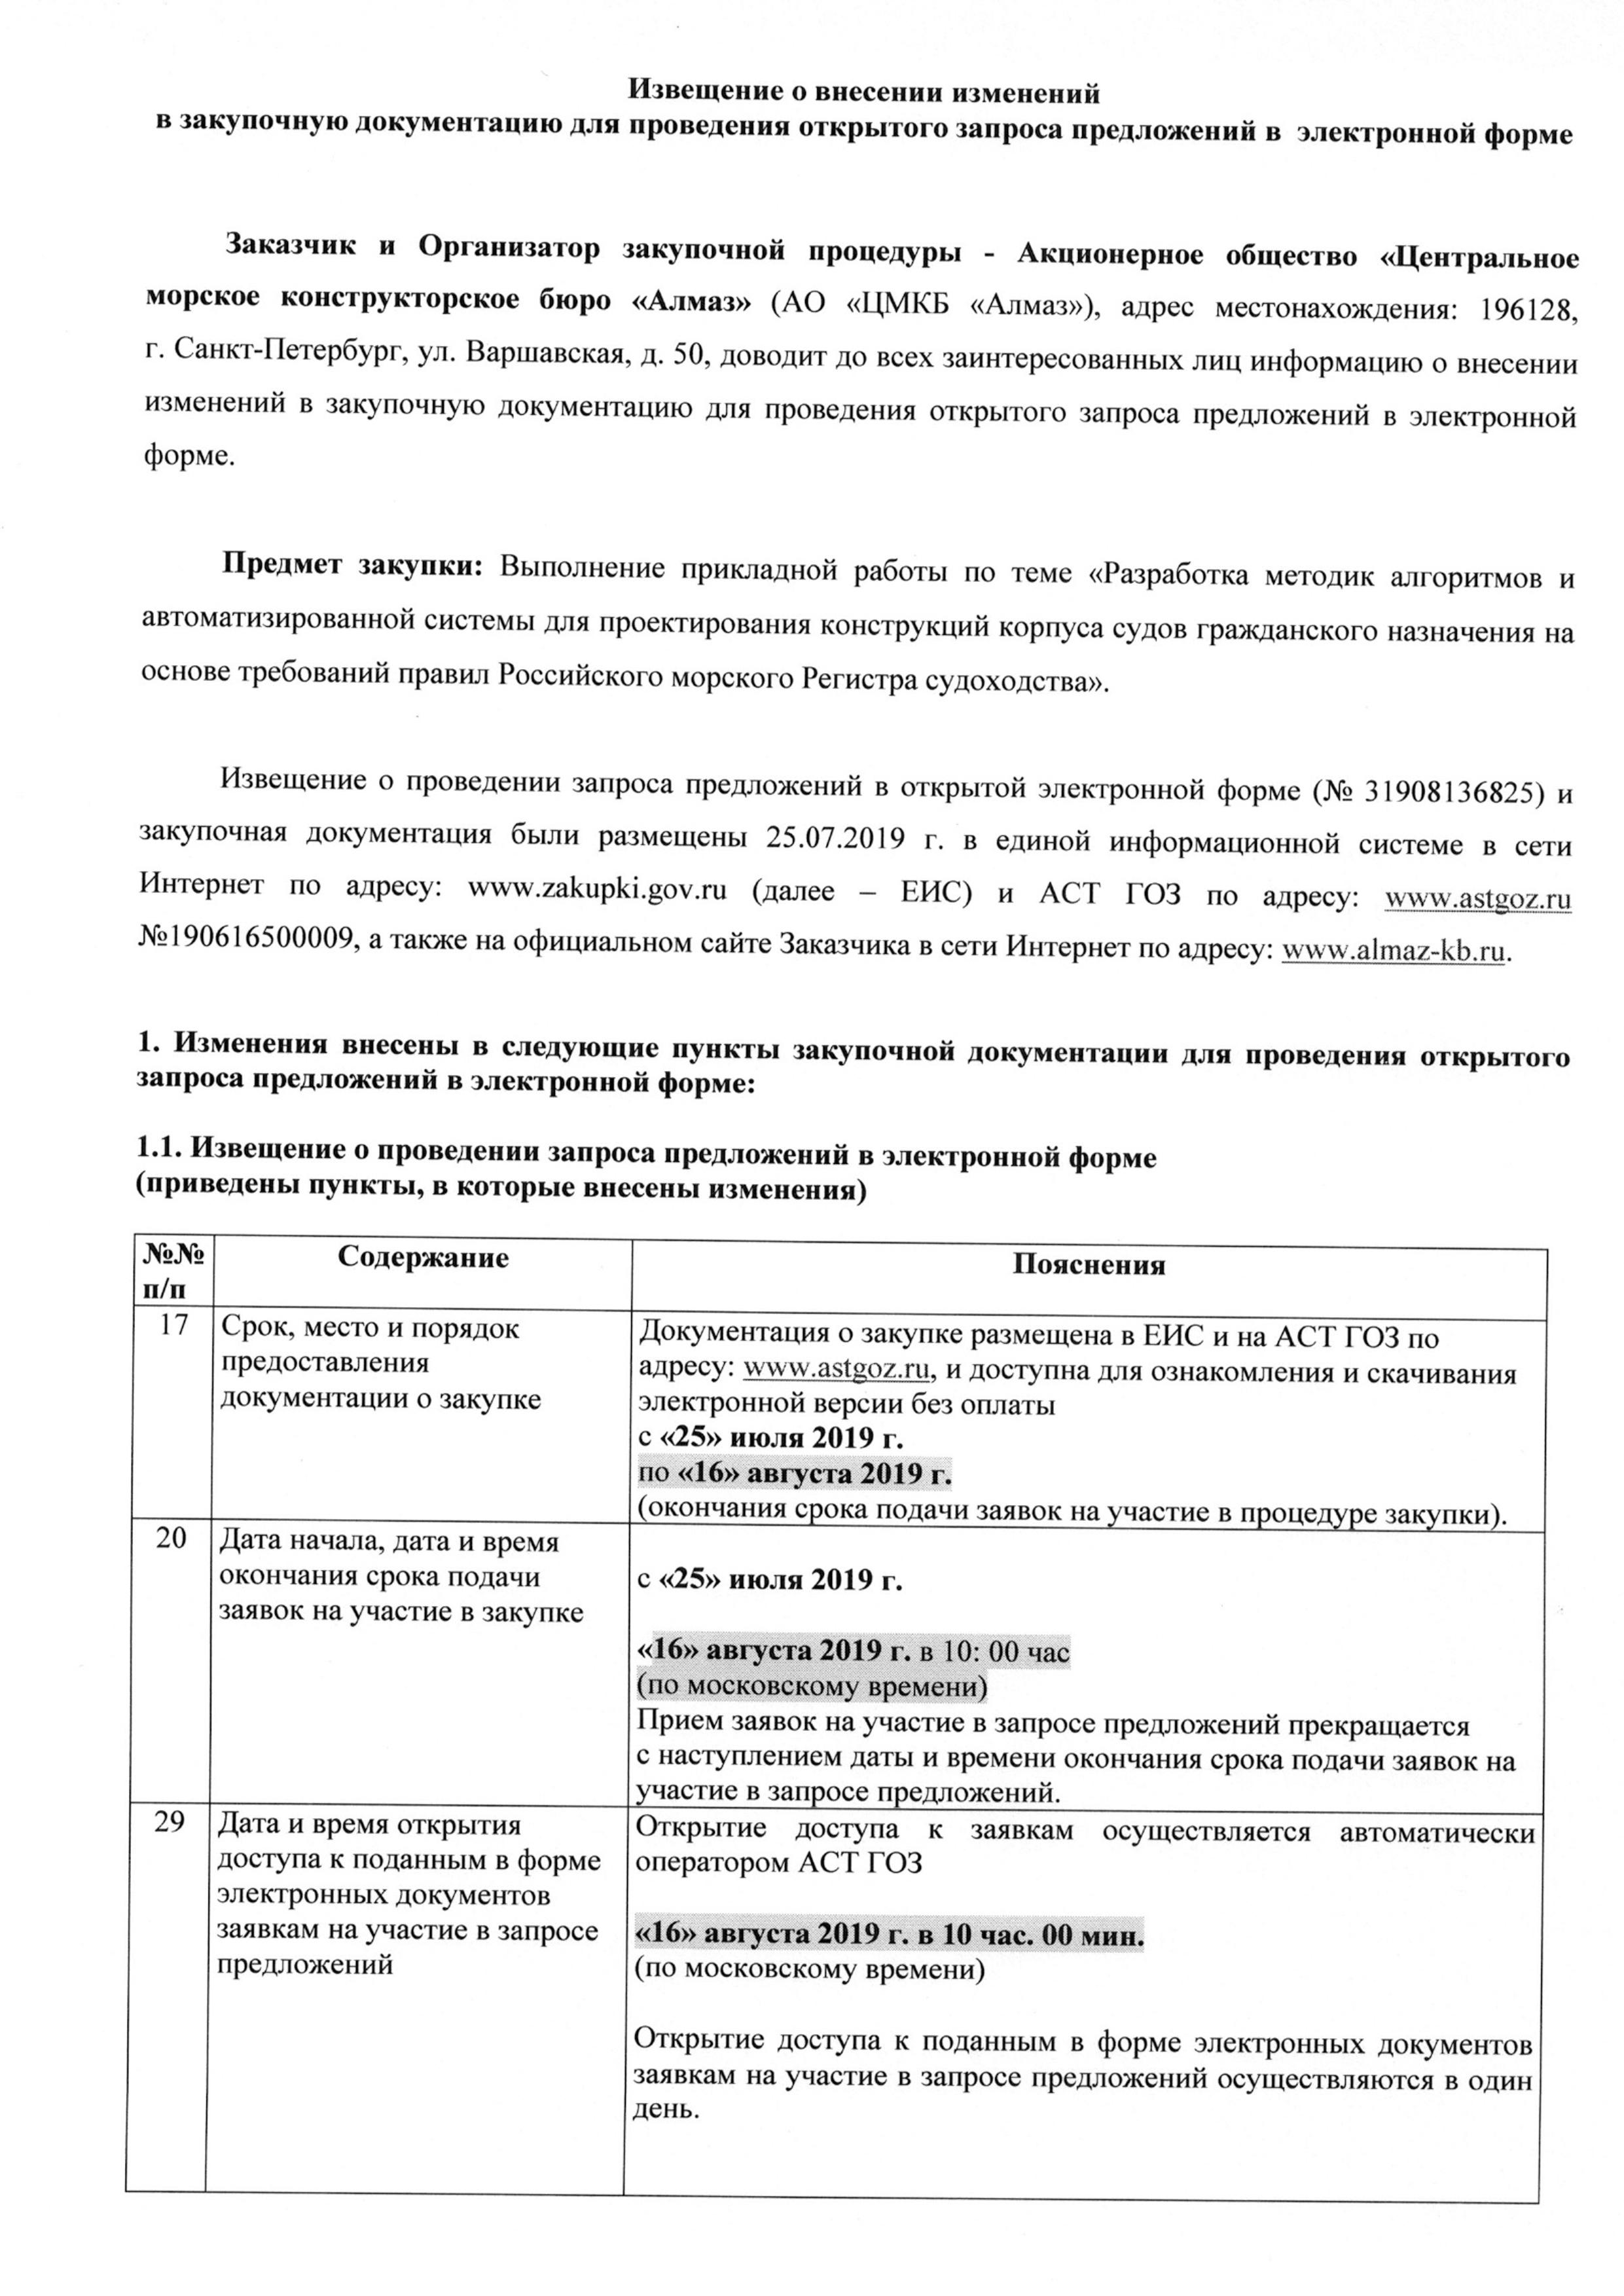 Извещение о внесении изменений
в закупочную документацию для проведения открытого запроса предложений в электронной форме
Заказчик и Организатор закупочной процедуры - Акционерное общество «Центральное
морское конструкторское бюро «Алмаз» (АО «ЦМКБ «Алмаз»), адрес местонахождения: 196128,
г. Санкт-Петербург, ул. Варшавская, д. 50, доводит до всех заинтересованных лиц информацию о внесении
изменений в закупочную документацию для проведения открытого запроса предложений в электронной
форме.
Предмет закупки: Выполнение прикладной работы по теме «Разработка методик алгоритмов и
автоматизированной системы для проектирования конструкций корпуса судов гражданского назначения на
основе требований правил Российского морского Регистра судоходства».
Извещение о проведении запроса предложений в открытой электронной форме (№ 31908136825) и
закупочная документация были размещены 25.07.2019 г. в единой информационной системе в сети
Интернет по адресу: www.zakupki.gov.ru (далее – ЕИС) и АСТ ГОЗ по адресу: www.astgoz.ru
№190616500009, а также на официальном сайте Заказчика в сети Интернет по адресу: www.almaz-kb.ru.
1. Изменения внесены в следующие пункты закупочной документации для проведения открытого
запроса предложений в электронной форме:
1.1. Извещение о проведении запроса предложений в электронной форме
(приведены пункты, в которые внесены изменения)
№№
п/п
Содержание
Пояснения
17
Срок, место и порядок
предоставления
документации о закупке
Документация о закупке размещена в ЕИС и на АСТ ГОЗ по
адресу: www.astgoz.ru, и доступна для ознакомления и скачивания
электронной версии без оплаты
с «25» июля 2019 г.
по «16» августа 2019 г.
(окончания срока подачи заявок на участие в процедуре закупки).
20
Дата начала, дата и время
окончания срока подачи
заявок на участие в закупке
с «25» июля 2019 г.
«16» августа 2019 г. в 10: 00 час
(по московскому времени)
Прием заявок на участие в запросе предложений прекращается
с наступлением даты и времени окончания срока подачи заявок на
участие в запросе предложений.
29
Дата и время открытия
доступа к поданным в форме
электронных документов
заявкам на участие в запросе
предложений
Открытие доступа к заявкам осуществляется автоматически
оператором АСТ ГОЗ
«16» августа 2019 г. в 10 час. 00 мин.
(по московскому времени)
Открытие доступа к поданным в форме электронных документов
заявкам на участие в запросе предложений осуществляются в один
день.